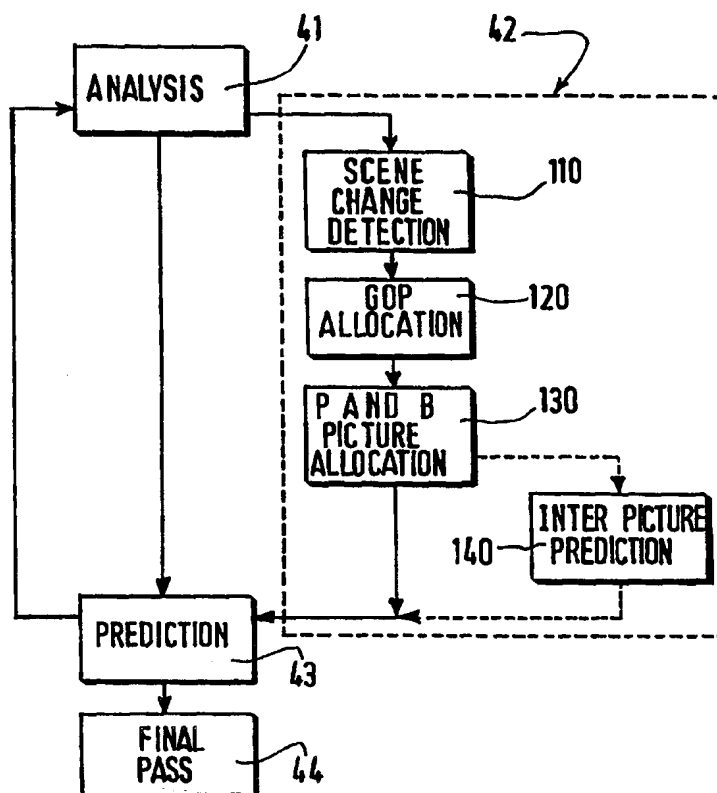 41
42
ANALYSIS
SCENE
CHANGE
DETECTION
110
GOP
ALLOCATION
120
P AND B
PICTURE
ALLOCATION
130
INTER PICTURE
PREDICTION
140
PREDICTION
43
FINAL
PASS
44